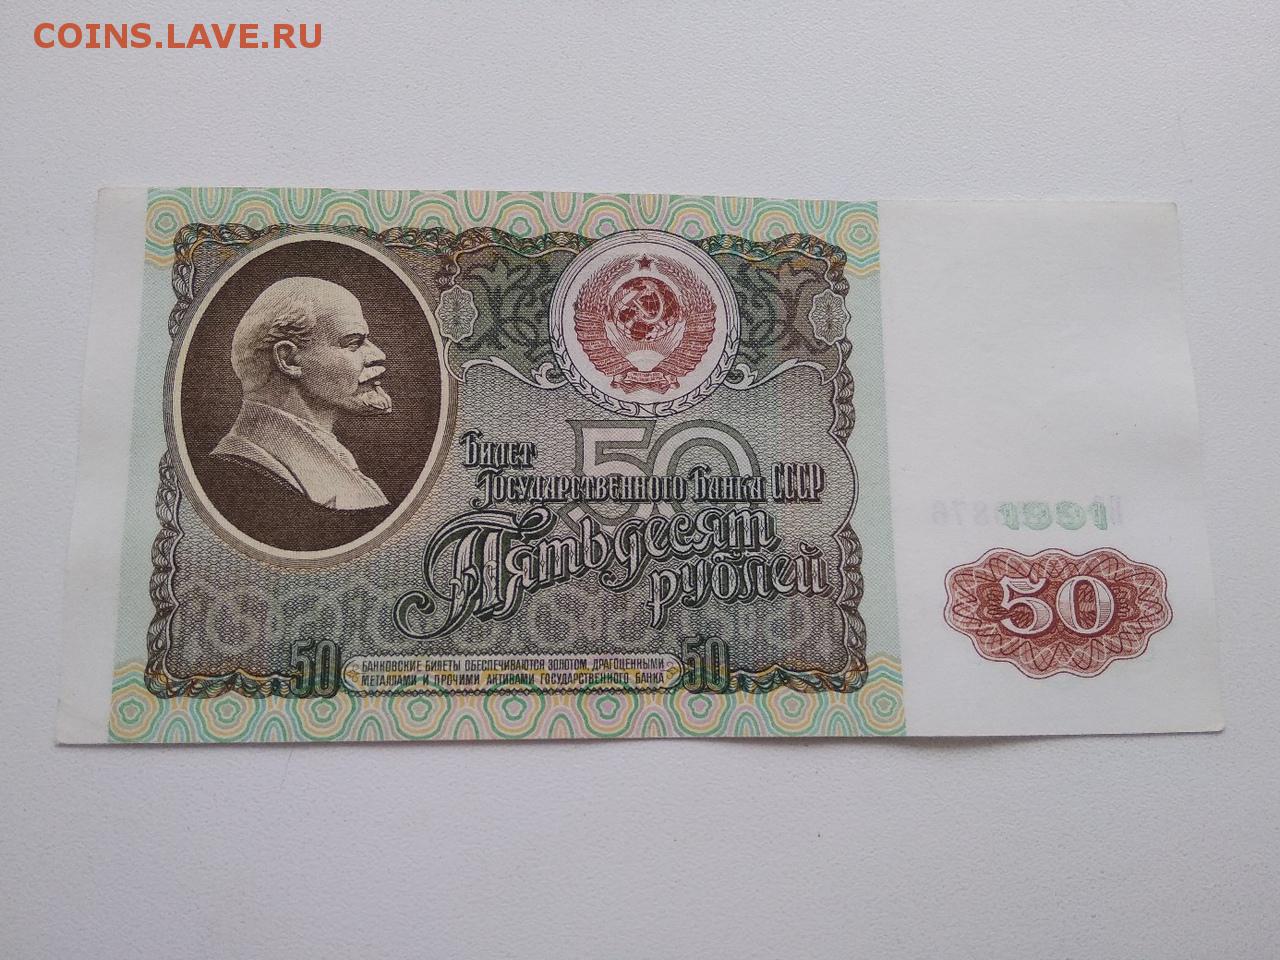 COINS.LAVE.RU
Билет
Государственного Банка СССР
50
Пятьдесят
рублей
1991
50
50
БАНКОВСКИЕ БИЛЕТЫ ОБЕСПЕЧИВАЮТСЯ ЗОЛОТОМ, ДРАГОЦЕННЫМИ
МЕТАЛЛАМИ И ПРОЧИМИ АКТИВАМИ ГОСУДАРСТВЕННОГО БАНКА
50